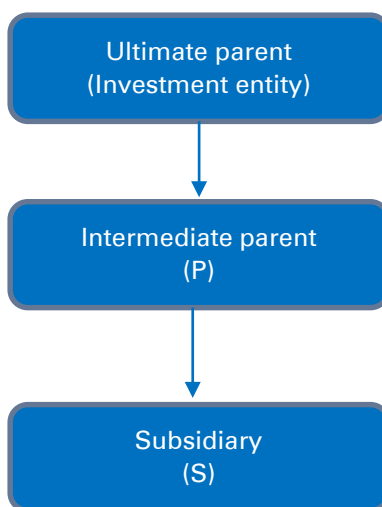 Ultimate parent
(Investment entity)
Intermediate parent
(P)
Subsidiary
(S)